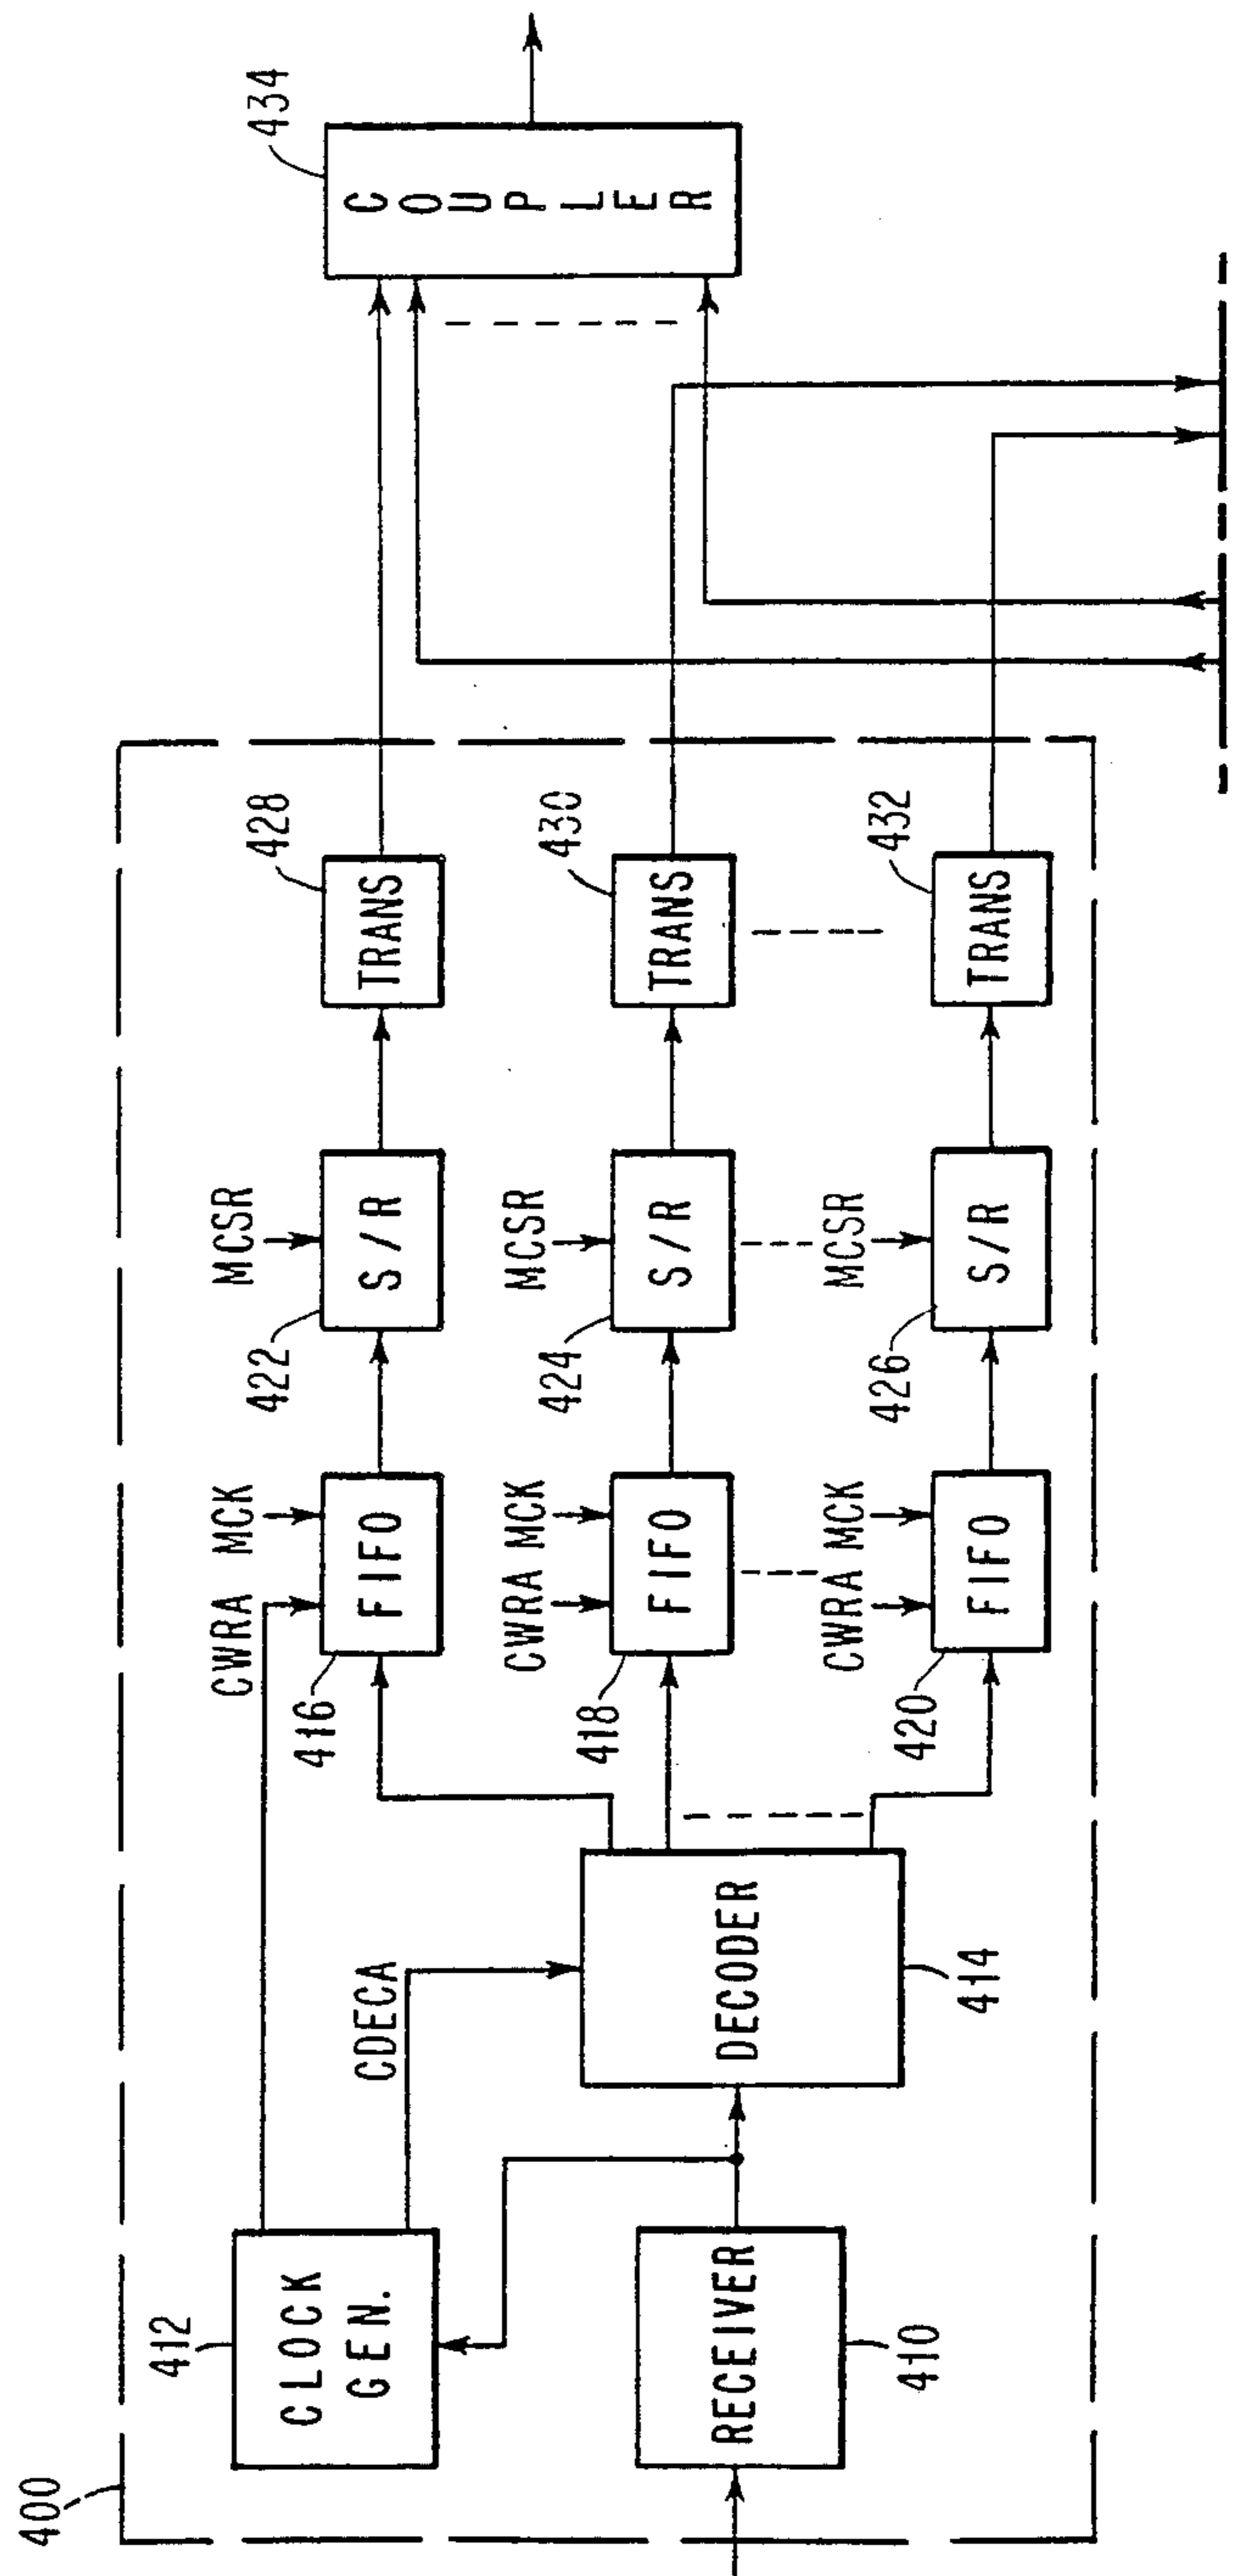 400
412
CLOCK
GEN.
RECEIVER
410
CDECA
DECODER
414
CWRA MCK
FIFO
416
MCSR
S/R
422
TRANS
428
CWRA MCK
FIFO
418
MCSR
S/R
424
TRANS
430
CWRA MCK
FIFO
420
MCSR
S/R
426
TRANS
432
COUPLER
434